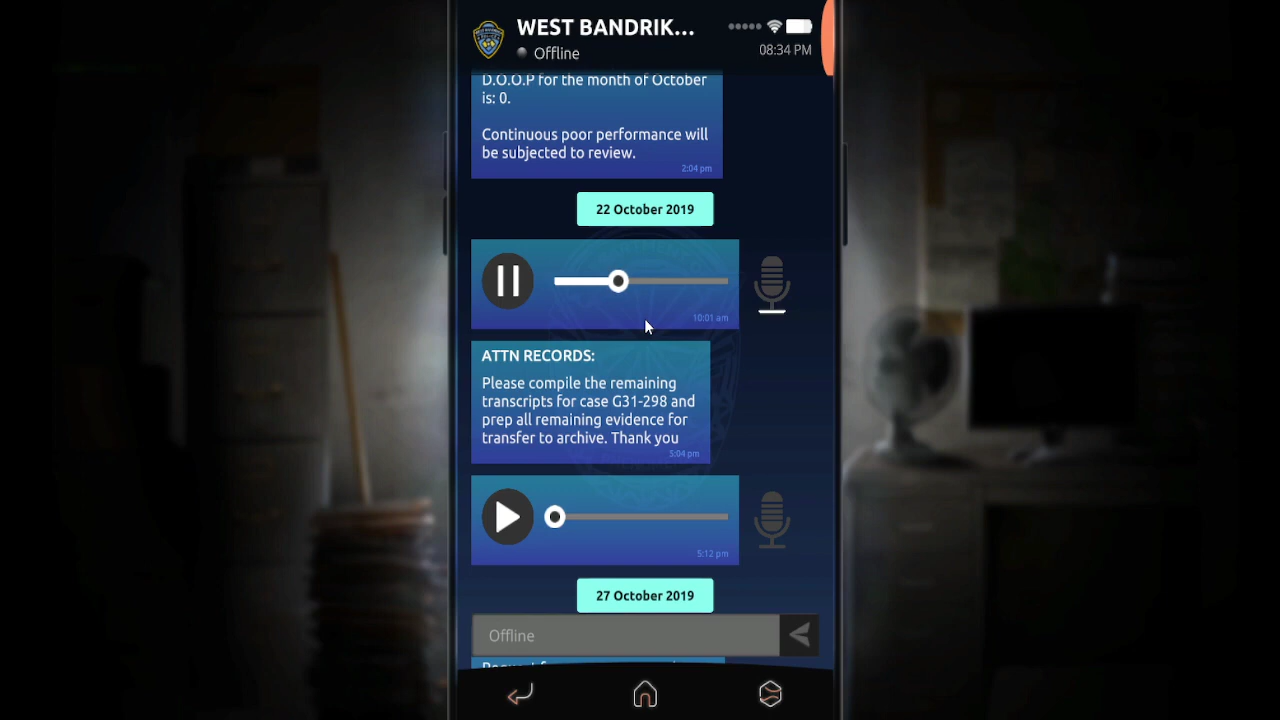 WEST BANDRIK...
Offline
08:34 PM
D.O.O.P for the month of October
is: 0.
Continuous poor performance will
be subjected to review.
2:04 pm
22 October 2019
10:01 am
ATTN RECORDS:
Please compile the remaining
transcripts for case G31-298 and
prep all remaining evidence for
transfer to archive. Thank you
5:04 pm
5:12 pm
27 October 2019
Offline